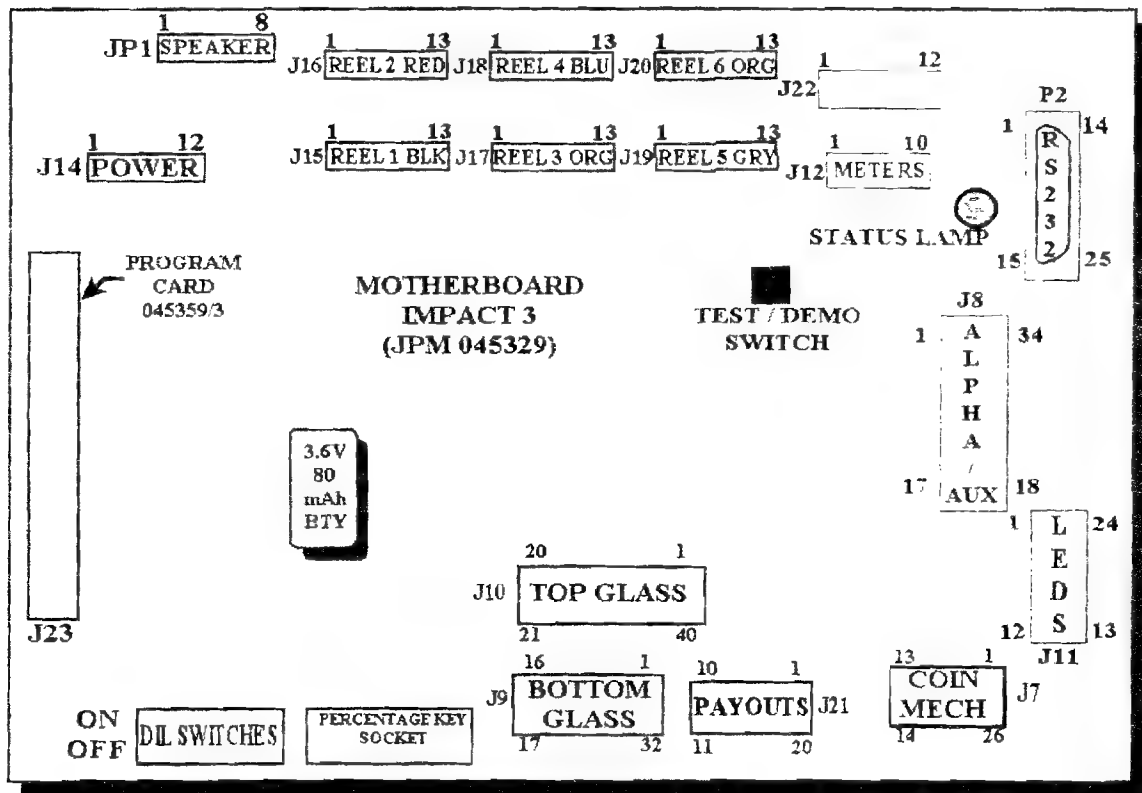 1 8
JP1 SPEAKER
1 13
J16 REEL 2 RED
1 13
J18 REEL 4 BLU
1 13
J20 REEL 6 ORG
1 12
J22
P2
1 14
RS232
15 25
1 12
J14 POWER
1 13
J15 REEL 1 BLK
1 13
J17 REEL 3 ORG
1 13
J19 REEL 5 GRY
1 10
J12 METERS
STATUS LAMP
PROGRAM
CARD
045359/3
J23
MOTHERBOARD
IMPACT 3
(JPM 045329)
TEST / DEMO
SWITCH
J8
1 34
ALPHA
/
AUX
17 18
3.6V
80
mAh
BTY
1 24
LEDS
12 13
J11
20 1
J10 TOP GLASS
21 40
16 1
J9 BOTTOM
GLASS
17 32
10 1
PAYOUTS J21
11 20
13 1
COIN
MECH J7
14 26
ON
OFF
DIL SWITCHES
PERCENTAGE KEY
SOCKET